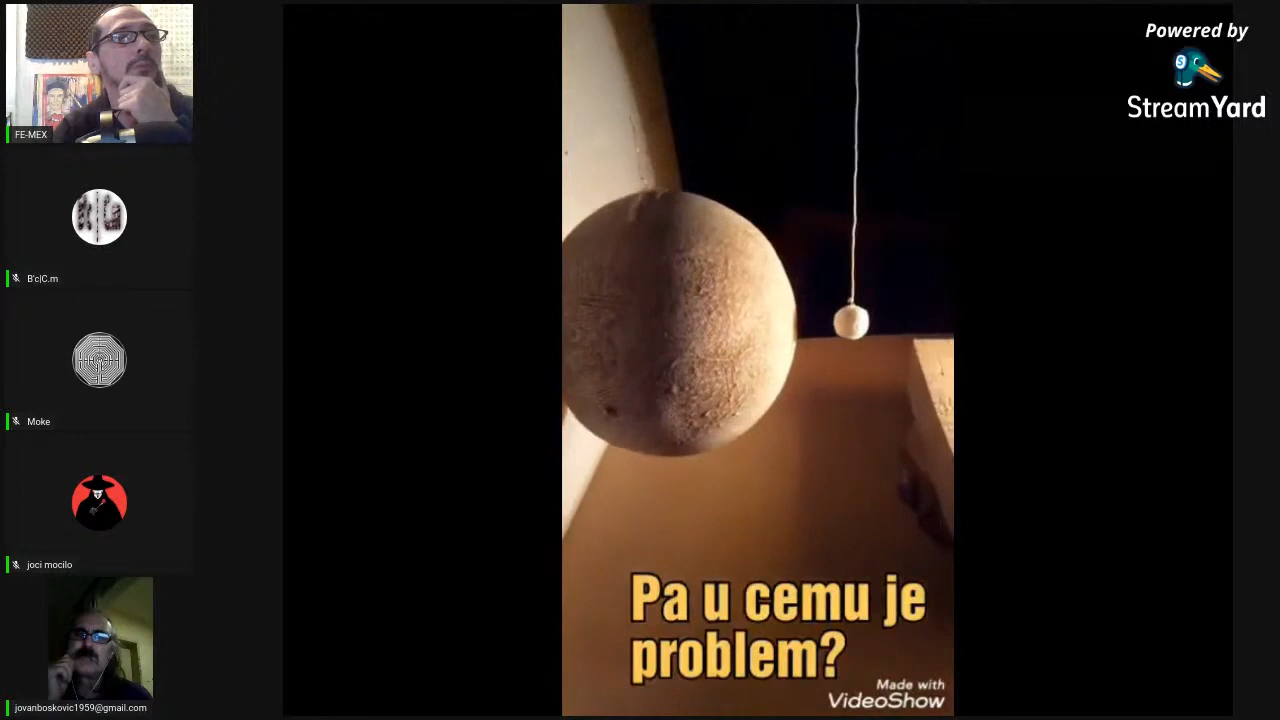 FE-MEX
B'c|C.m
Moke
joci mocilo
jovanboskovic1959@gmail.com
Pa u cemu je
problem?
Made with
VideoShow
Powered by
StreamYard